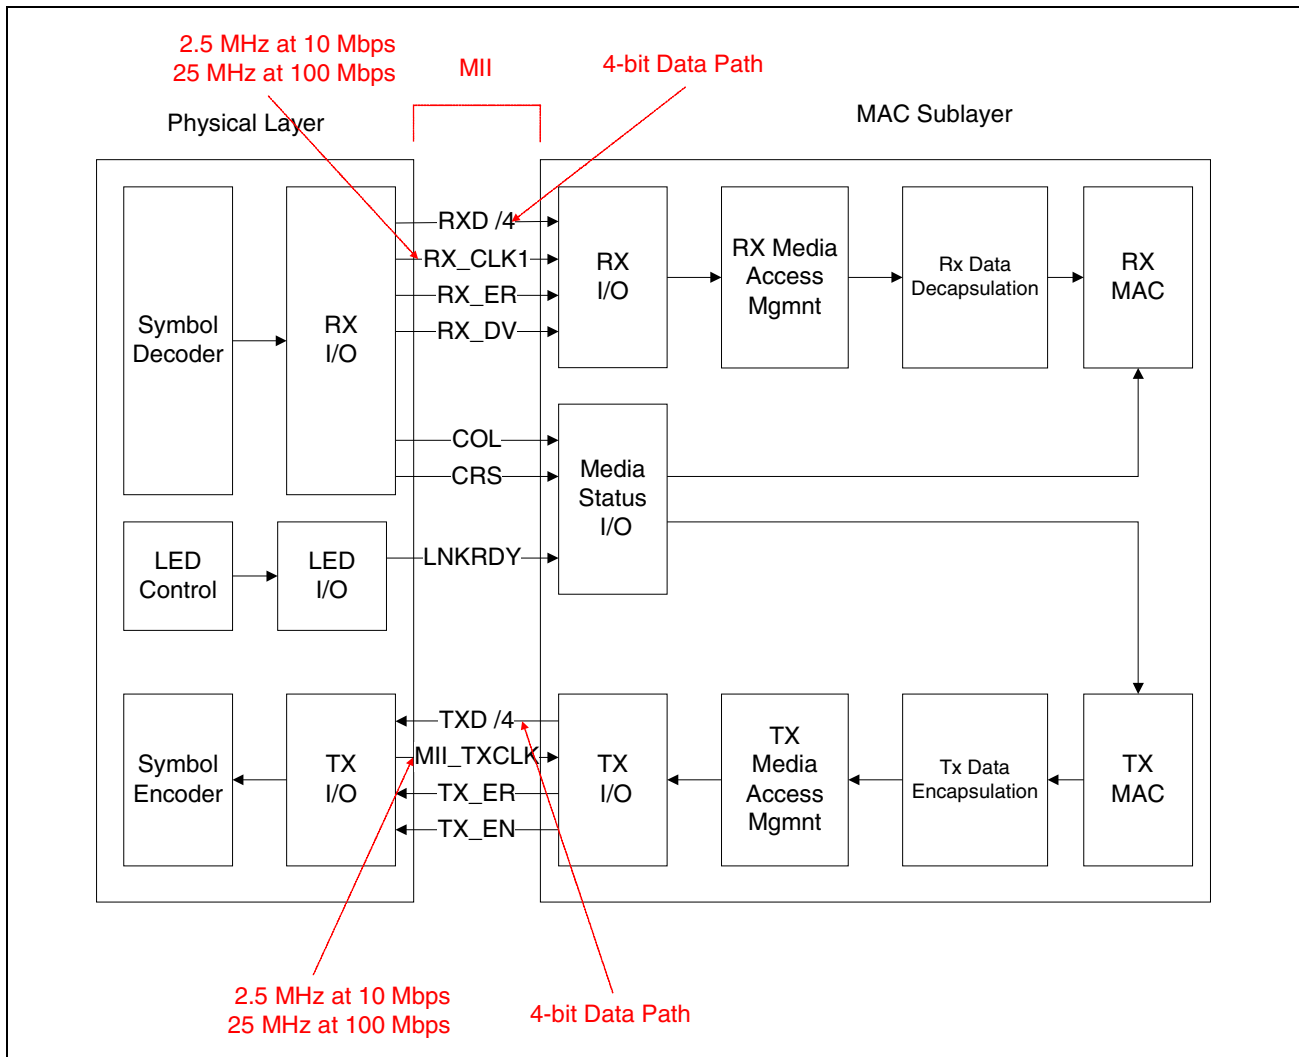 2.5 MHz at 10 Mbps
25 MHz at 100 Mbps
MII
4-bit Data Path
Physical Layer
MAC Sublayer
Symbol
Decoder
RX
I/O
RXD /4
RX_CLK1
RX_ER
RX_DV
RX
I/O
RX Media
Access
Mgmnt
Rx Data
Decapsulation
RX
MAC
COL
CRS
LNKRDY
Media
Status
I/O
LED
Control
LED
I/O
Symbol
Encoder
TX
I/O
TXD /4
MII_TXCLK
TX_ER
TX_EN
TX
I/O
TX
Media
Access
Mgmnt
Tx Data
Encapsulation
TX
MAC
2.5 MHz at 10 Mbps
25 MHz at 100 Mbps
4-bit Data Path